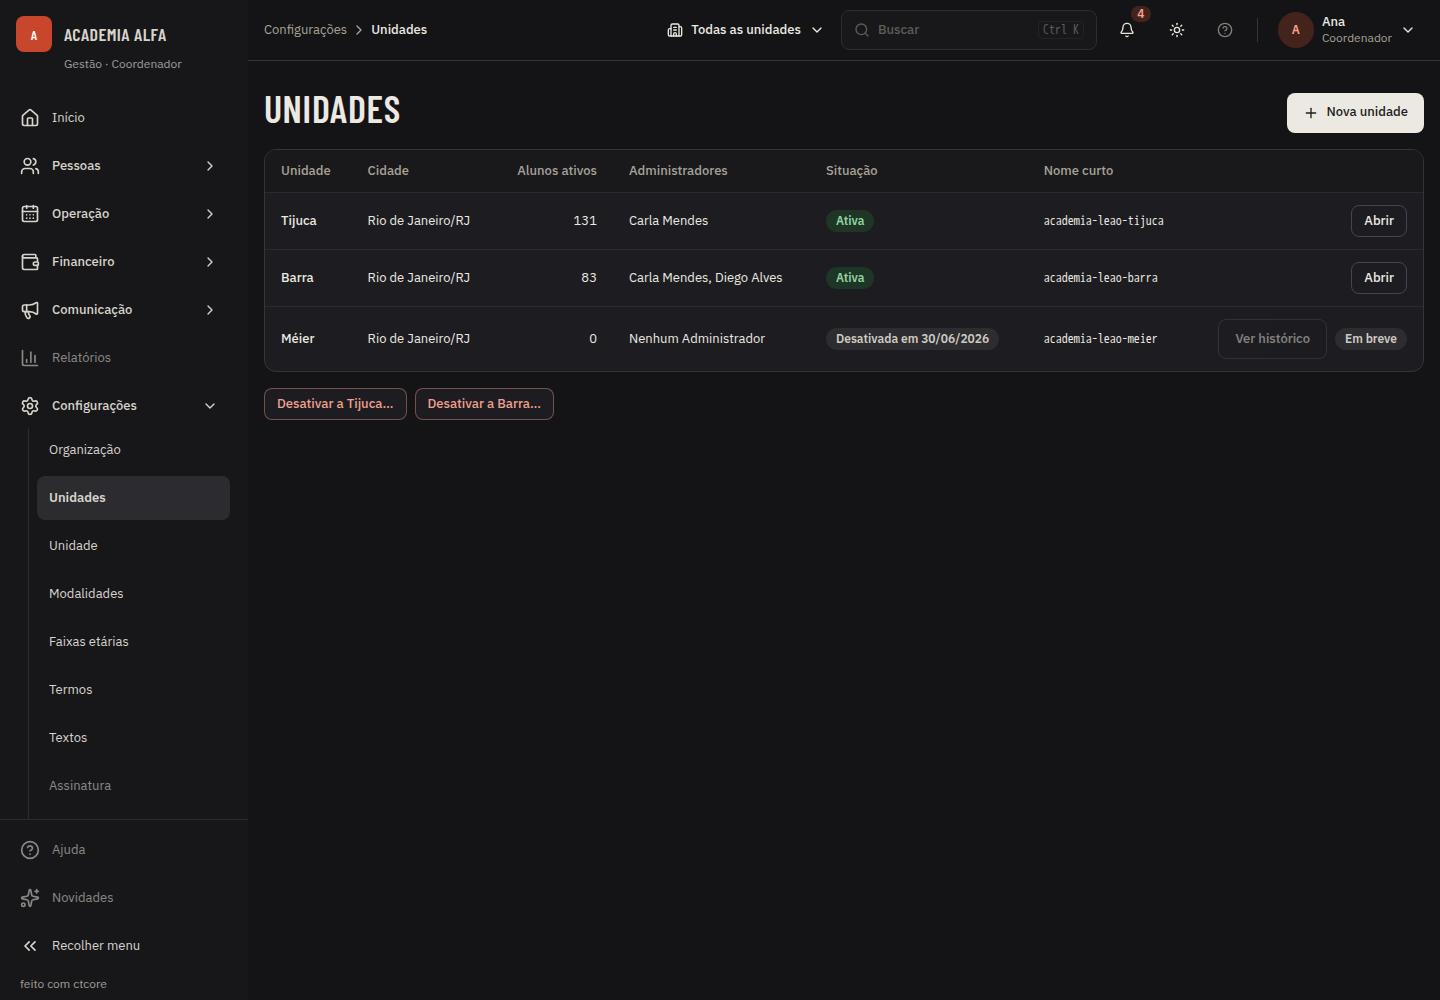 A
ACADEMIA ALFA
Gestão · Coordenador
Início
Pessoas
Operação
Financeiro
Comunicação
Relatórios
Configurações
Organização
Unidades
Unidade
Modalidades
Faixas etárias
Termos
Textos
Assinatura
Ajuda
Novidades
Recolher menu
feito com ctcore
Configurações > Unidades
Todas as unidades
Buscar
Ctrl K
4
A
Ana
Coordenador
UNIDADES
+ Nova unidade
Unidade Cidade Alunos ativos Administradores Situação Nome curto
Tijuca Rio de Janeiro/RJ 131 Carla Mendes Ativa academia-leao-tijuca Abrir
Barra Rio de Janeiro/RJ 83 Carla Mendes, Diego Alves Ativa academia-leao-barra Abrir
Méier Rio de Janeiro/RJ 0 Nenhum Administrador Desativada em 30/06/2026 academia-leao-meier Ver histórico Em breve
Desativar a Tijuca... Desativar a Barra...